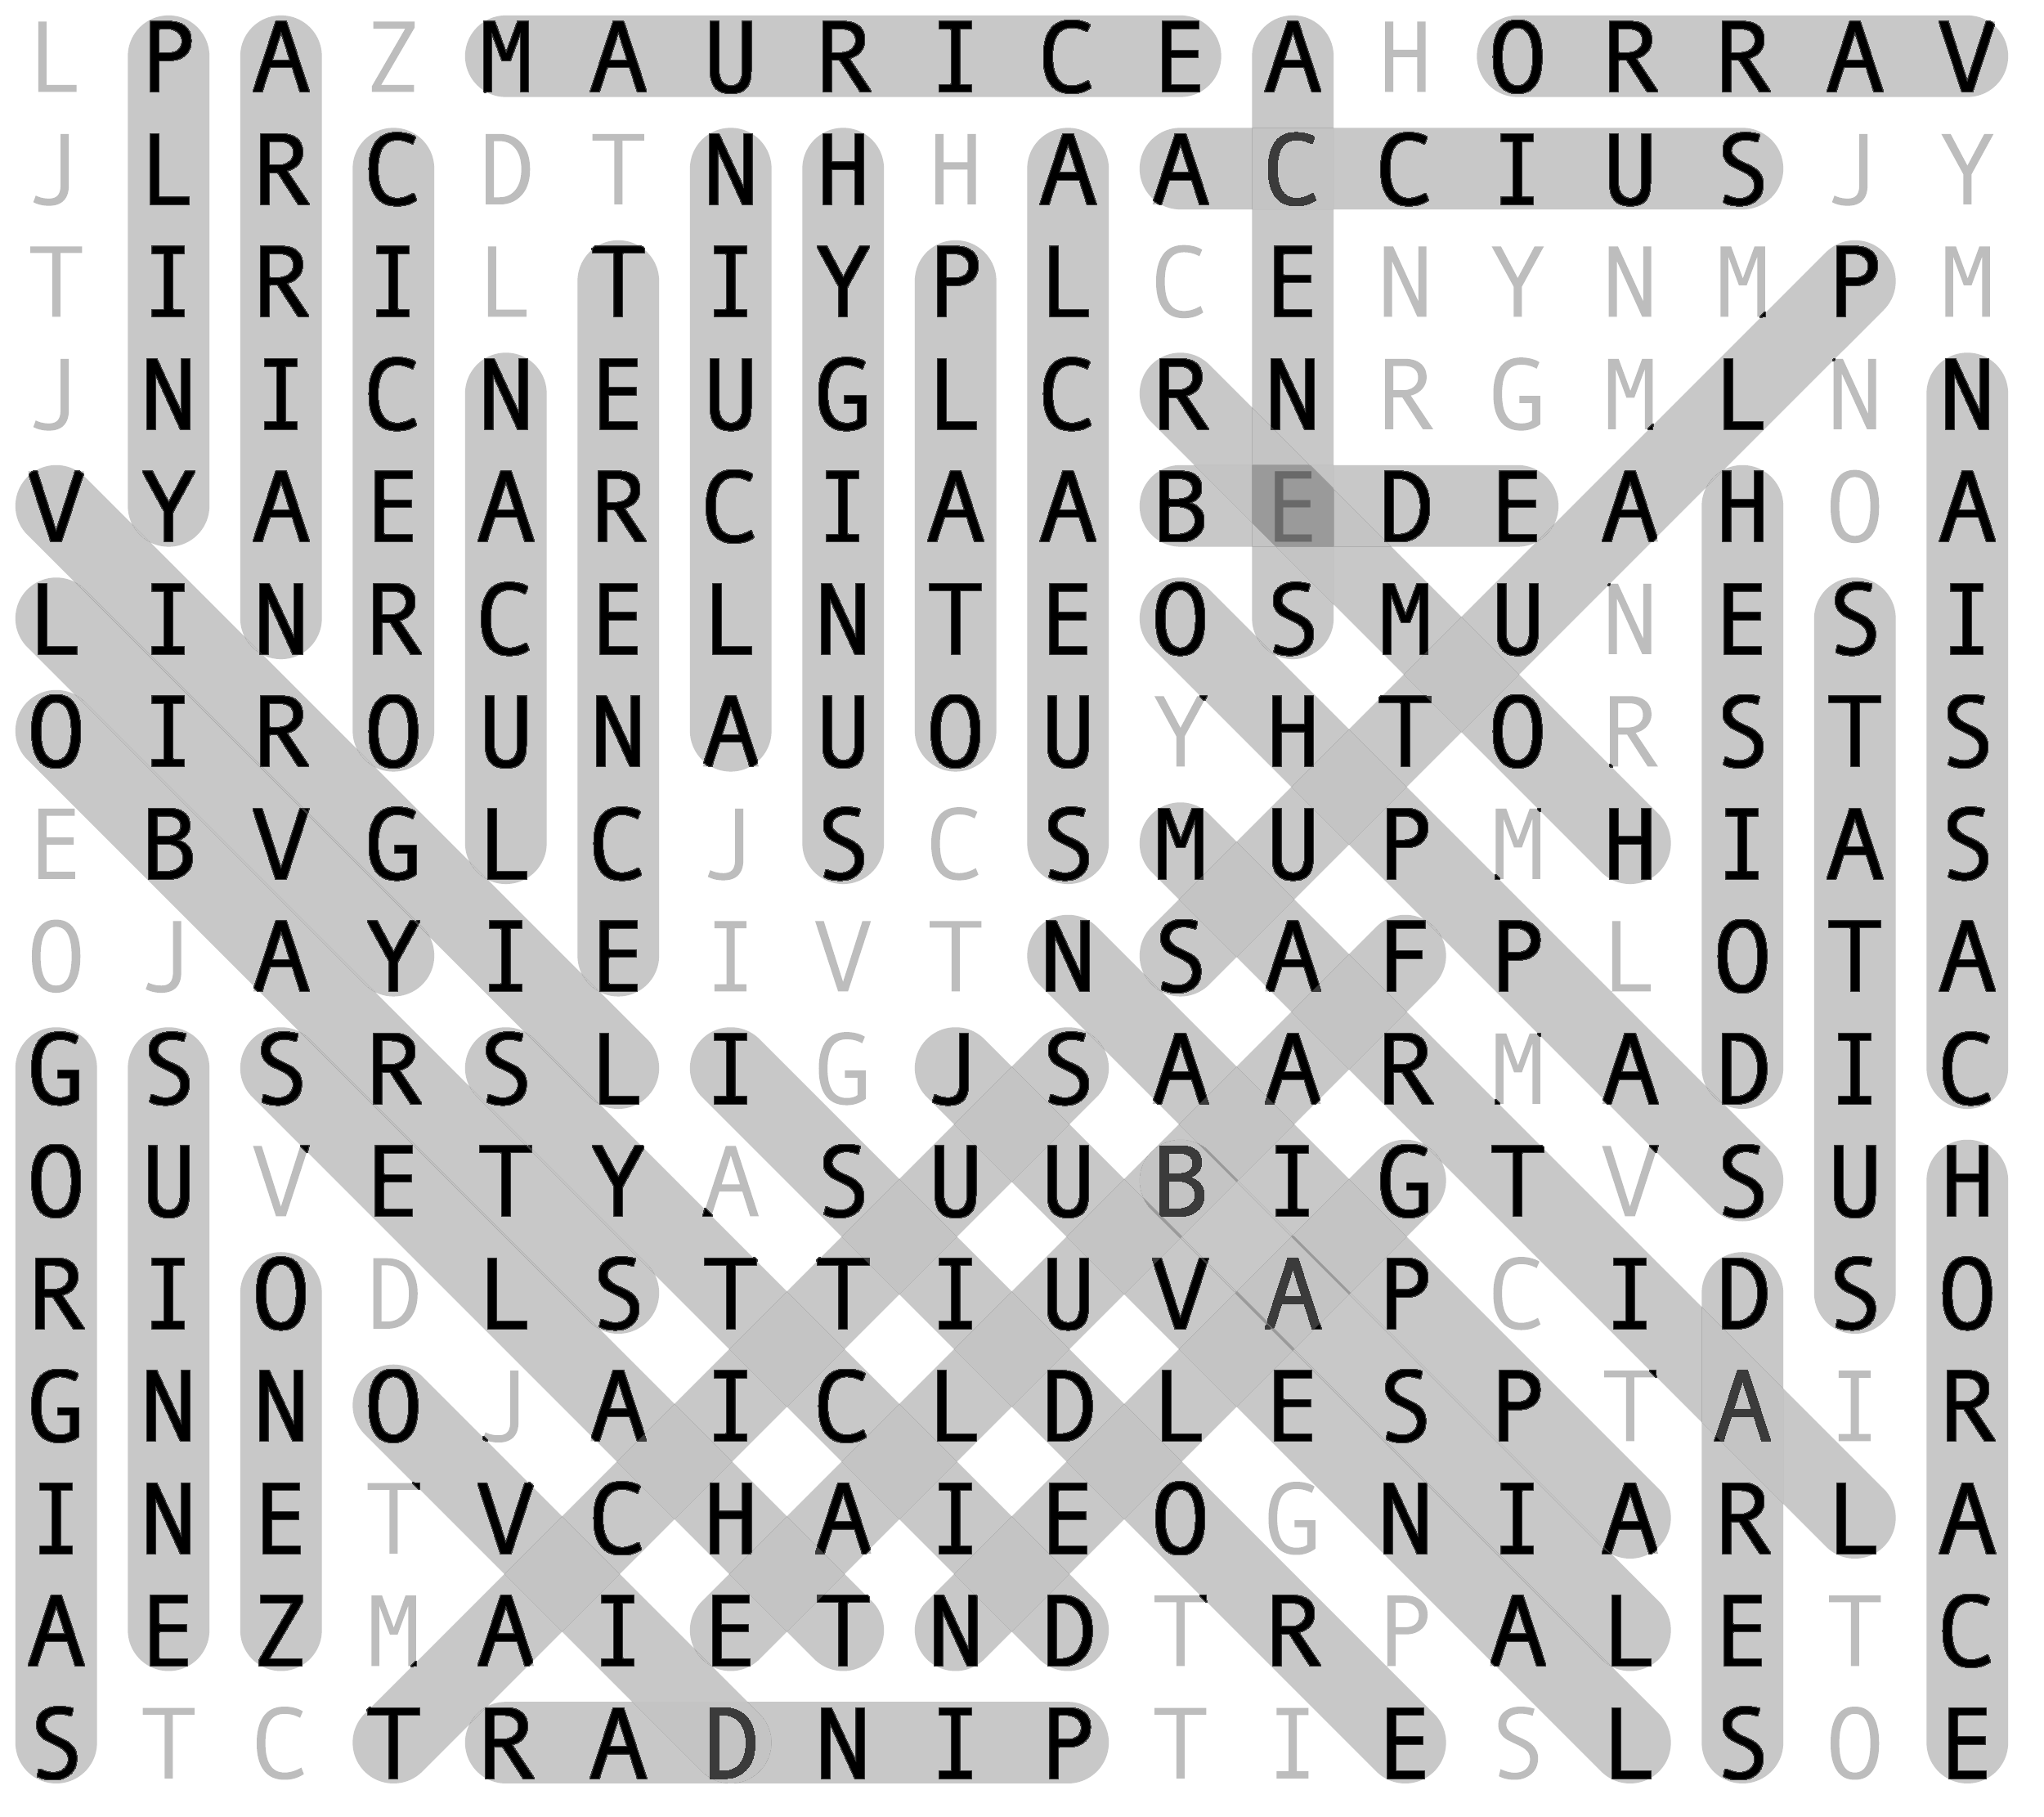 L P A Z M A U R I C E A H O R R A V
J L R C D T N H H A A C C I U S J Y
T I R I L T I Y P L C E N Y N M P M
J N I C N E U G L C R N R G M L N N
V Y A E A R C I A A B E D E A H O A
L I N R C E L N T E O S M U N E S I
O I R O U N A U O U Y H T O R S T S
E B V G L C J S C S M U P M H I A S
O J A Y I E I V T N S A F P L O T A
G S S R S L I G J S A A R M A D I C
O U V E T Y A S U U B I G T V S U H
R I O D L S T T I U V A P C I D S O
G N N O J A I C L D L E S P T A I R
I N E T V C H A I E O G N I A R L A
A E Z M A I E T N D T R P A L E T C
S T C T R A D N I P T I E S L S O E